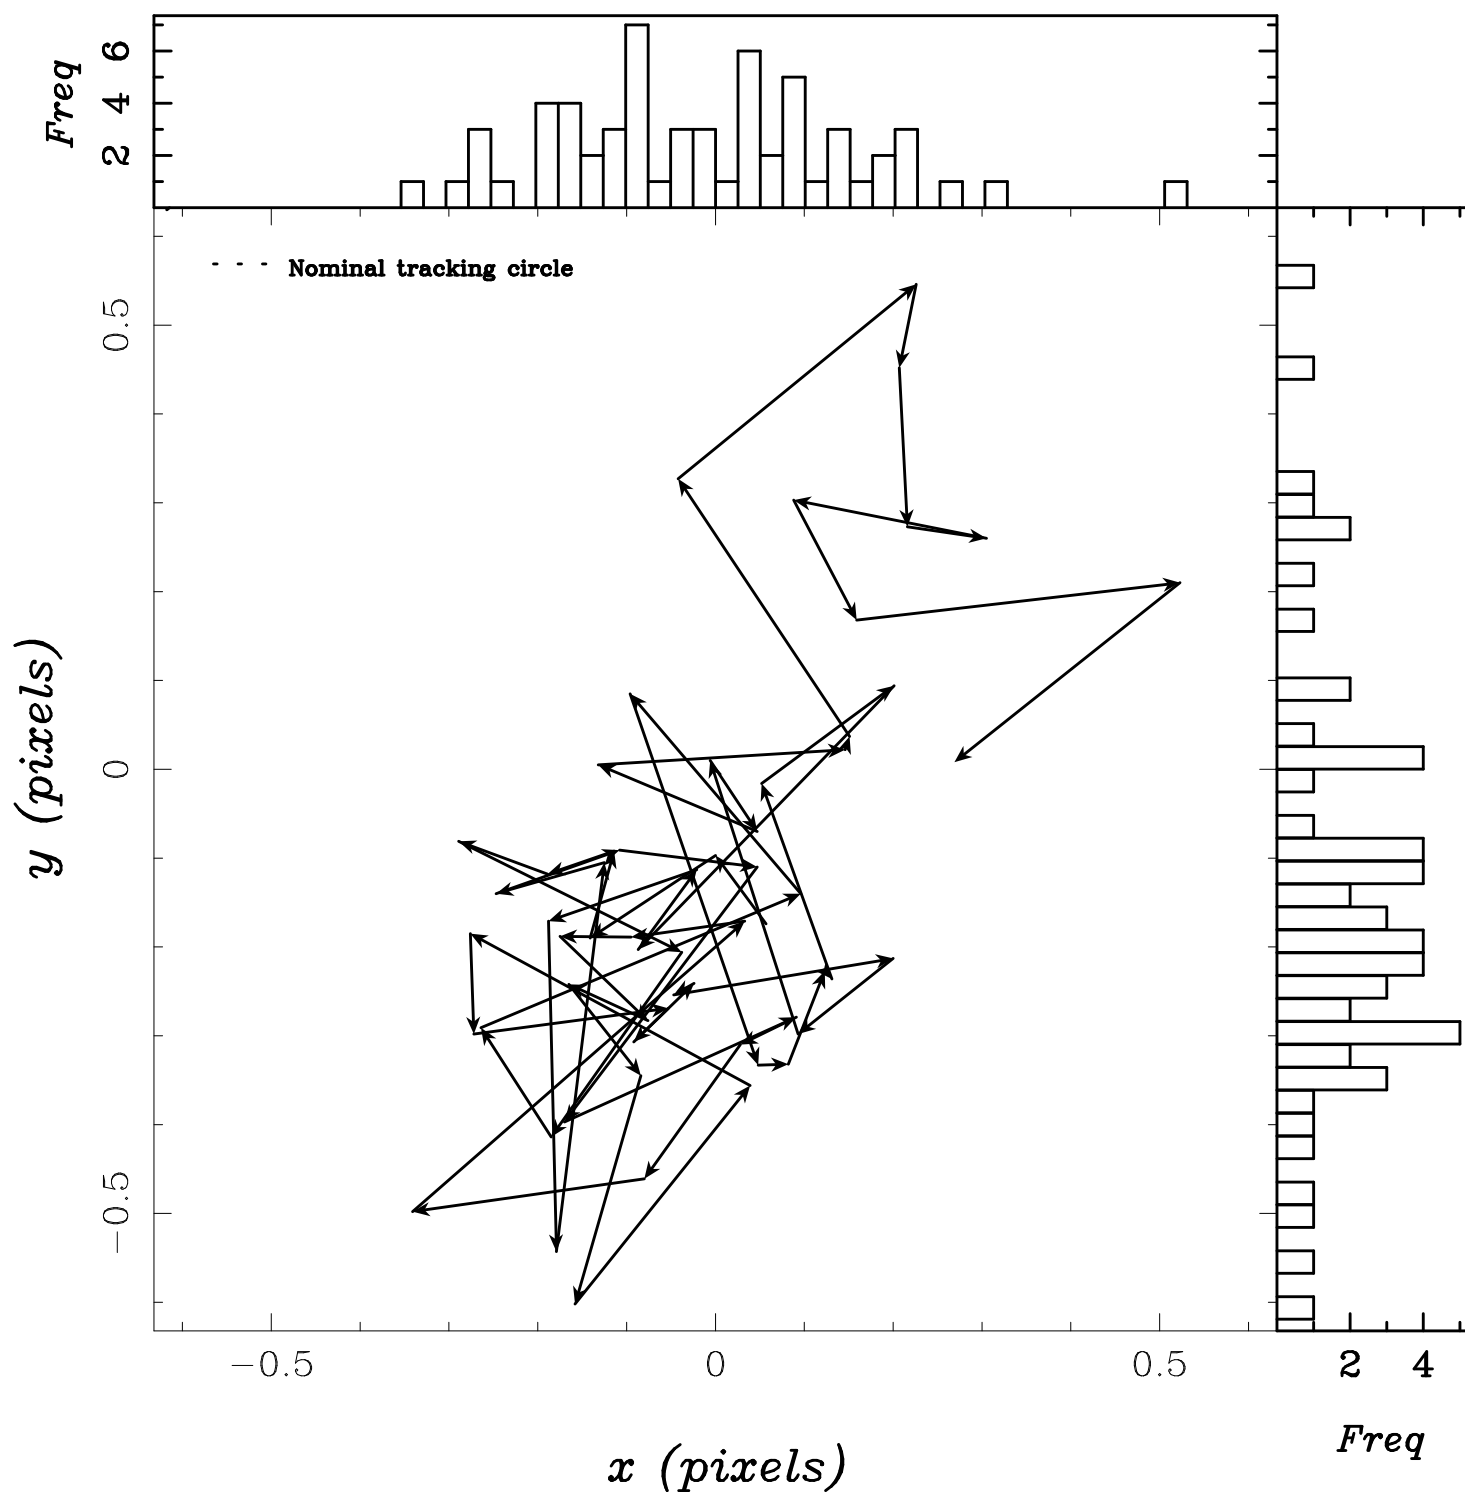 Freq
6
4
2
- - - Nominal tracking circle
0.5
0
−0.5
y (pixels)
−0.5 0 0.5
x (pixels)
2 4
Freq